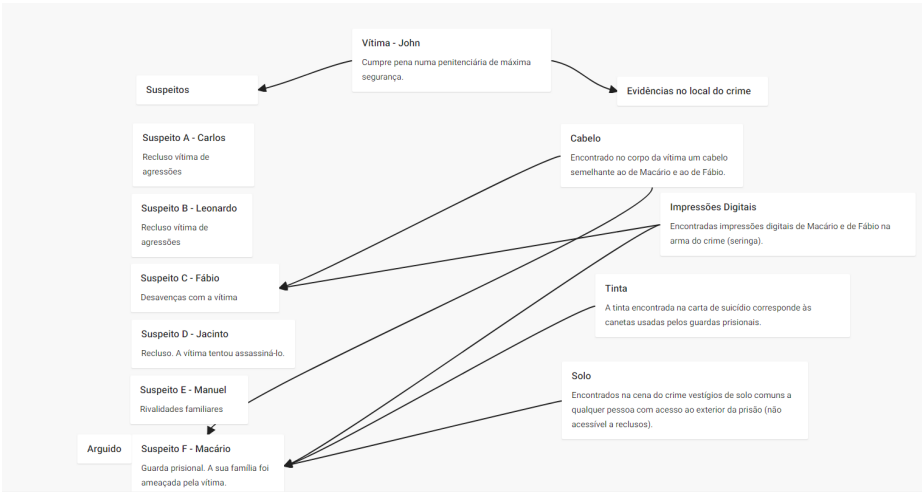 Vítima - John
Cumpre pena numa penitenciária de máxima
segurança.
Suspeitos
Evidências no local do crime
Suspeito A - Carlos
Recluso vítima de
agressões
Suspeito B - Leonardo
Recluso vítima de
agressões
Suspeito C - Fábio
Desavenças com a vítima
Suspeito D - Jacinto
Recluso. A vítima tentou assassiná-lo.
Suspeito E - Manuel
Rivalidades familiares
Arguido
Suspeito F - Macário
Guarda prisional. A sua família foi
ameaçada pela vítima.
Cabelo
Encontrado no corpo da vítima um cabelo
semelhante ao de Macário e ao de Fábio.
Impressões Digitais
Encontradas impressões digitais de Macário e de Fábio na
arma do crime (seringa).
Tinta
A tinta encontrada na carta de suicídio corresponde às
canetas usadas pelos guardas prisionais.
Solo
Encontrados na cena do crime vestígios de solo comuns a
qualquer pessoa com acesso ao exterior da prisão (não
acessível a reclusos).